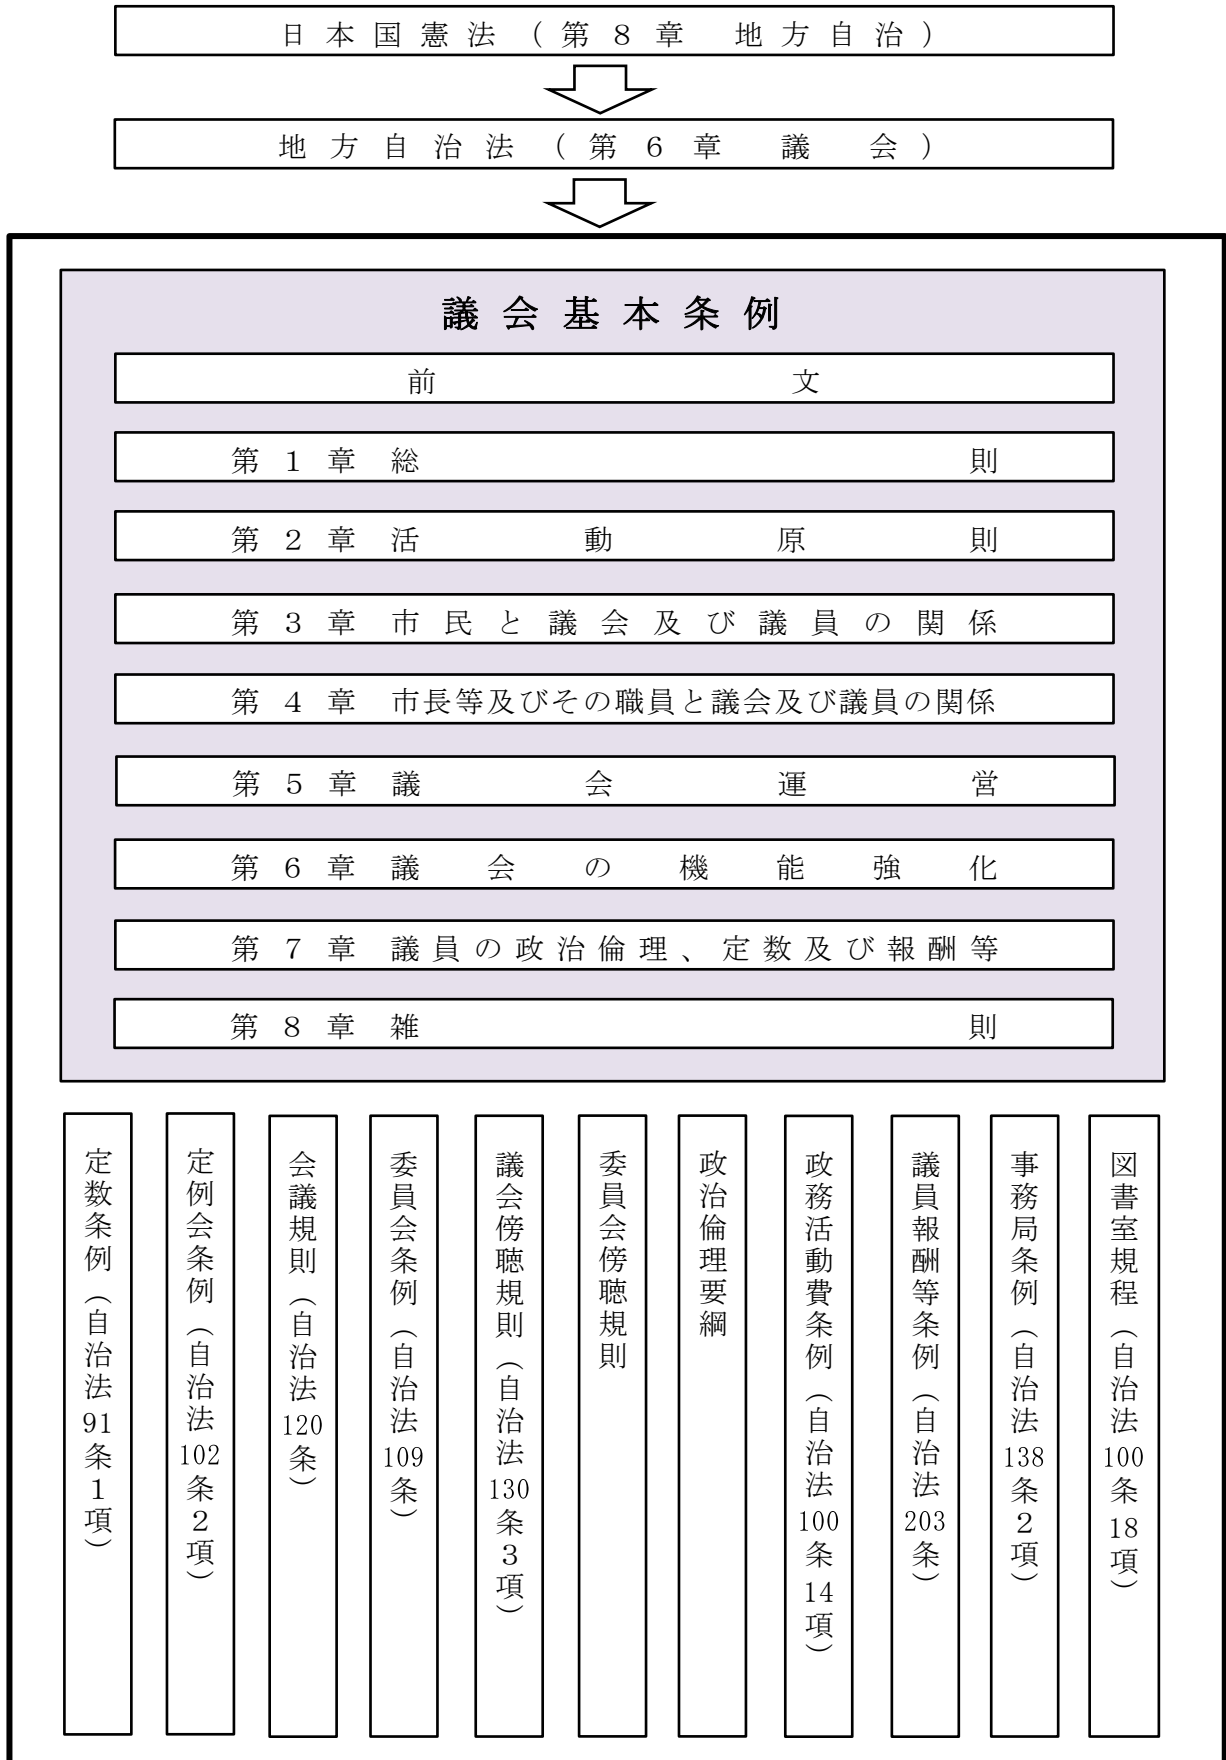 日本国憲法（第８章　地方自治）
地方自治法（第６章　議会）
議会基本条例
前文
第１章 総則
第２章 活動原則
第３章 市民と議会及び議員の関係
第４章 市長等及びその職員と議会及び議員の関係
第５章 議会運営
第６章 議会の機能強化
第７章 議員の政治倫理、定数及び報酬等
第８章 雑則
定数条例（自治法91条１項）
定例会条例（自治法102条２項）
会議規則（自治法120条）
委員会条例（自治法109条）
議会傍聴規則（自治法130条３項）
委員会傍聴規則
政治倫理要綱
政務活動費条例（自治法100条14項）
議員報酬等条例（自治法203条）
事務局条例（自治法138条２項）
図書室規程（自治法100条18項）